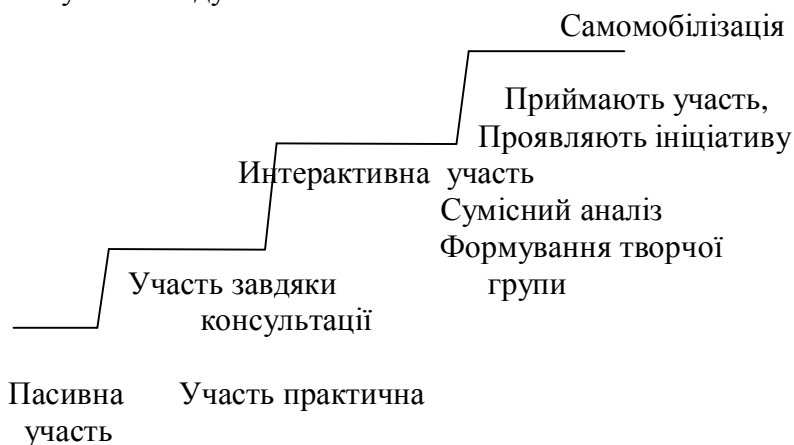 Самомобілізація
Приймають участь,
Проявляють ініціативу
Интерактивна участь
Сумісний аналіз
Формування творчої
групи
Участь завдяки
консультації
Пасивна Участь практична
участь